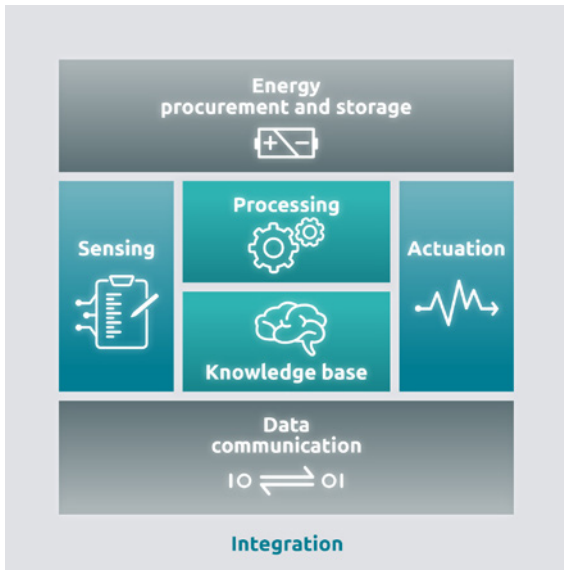 Energy
procurement and storage
+ −
Sensing
Processing
Actuation
Knowledge base
Data
communication
IO OI
Integration